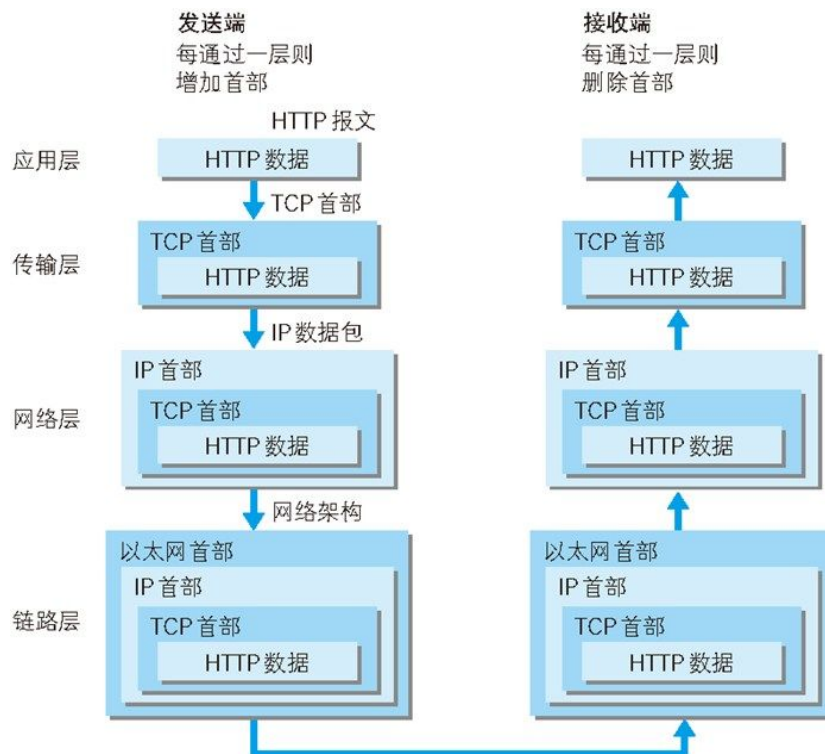 发送端
每通过一层则
增加首部
接收端
每通过一层则
删除首部
HTTP 报文
应用层
HTTP 数据
HTTP 数据
TCP 首部
传输层
TCP 首部
HTTP 数据
TCP 首部
HTTP 数据
IP 数据包
网络层
IP 首部
TCP 首部
HTTP 数据
IP 首部
TCP 首部
HTTP 数据
网络架构
链路层
以太网首部
IP 首部
TCP 首部
HTTP 数据
以太网首部
IP 首部
TCP 首部
HTTP 数据